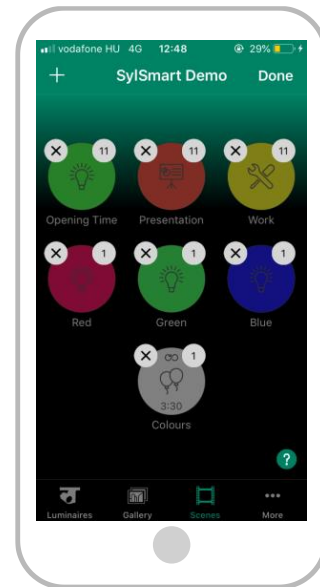 vodafone HU 4G 12:48 29%
+ SylSmart Demo Done
11 11 11
Opening Time Presentation Work
1 1 1
Red Green Blue
1
3:30
Colours
?
Luminaires Gallery Scenes More